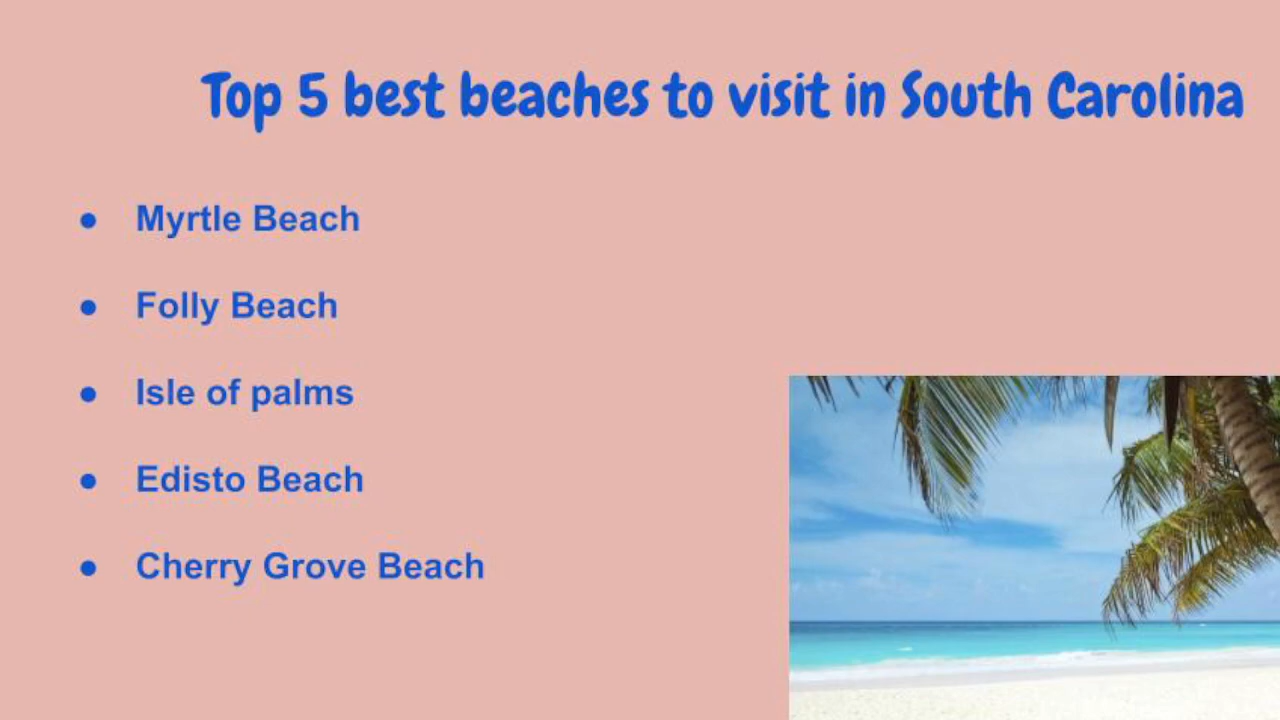 Top 5 best beaches to visit in South Carolina
● Myrtle Beach
● Folly Beach
● Isle of palms
● Edisto Beach
● Cherry Grove Beach